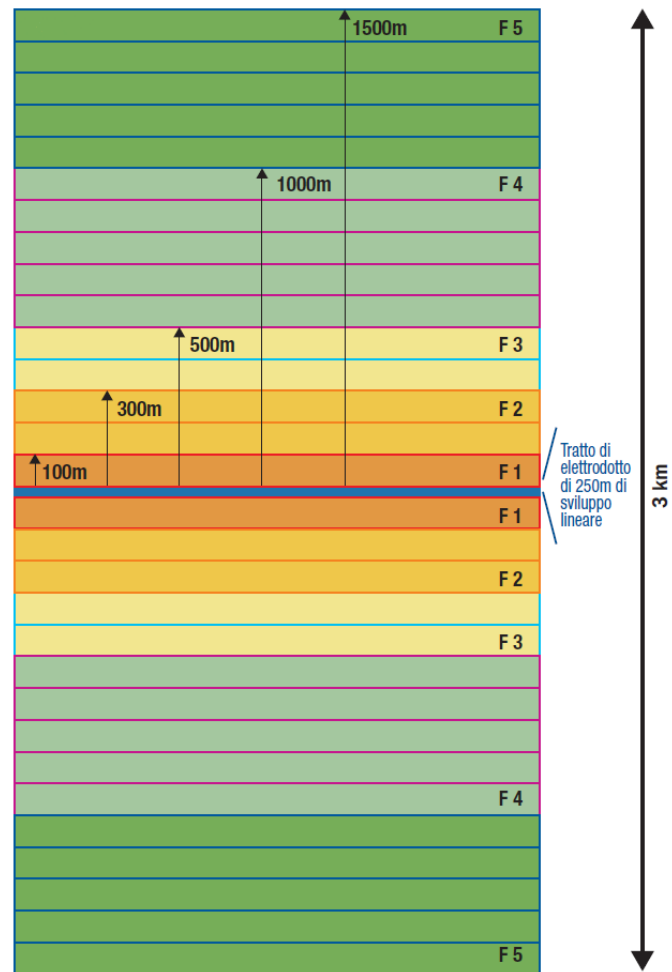 1500m
F 5
1000m
F 4
500m
F 3
300m
F 2
100m
F 1
Tratto di
elettrodotto
di 250m di
sviluppo
lineare
3 km
F 1
F 2
F 3
F 4
F 5